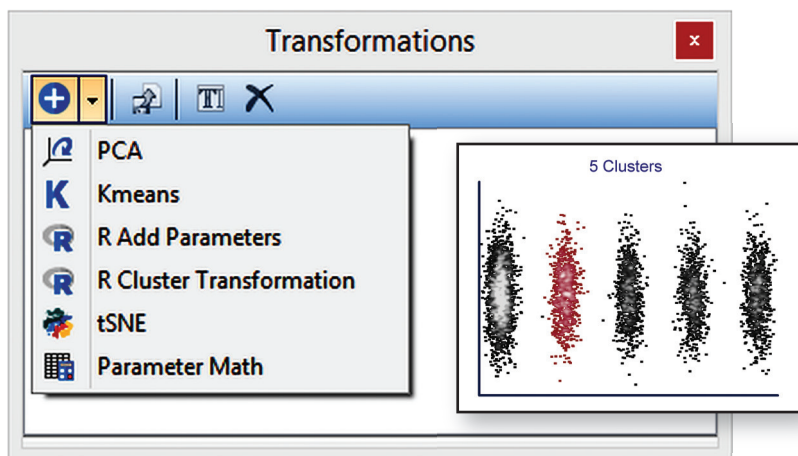 Transformations
x
PCA
K Kmeans
R R Add Parameters
R R Cluster Transformation
tSNE
Parameter Math
5 Clusters